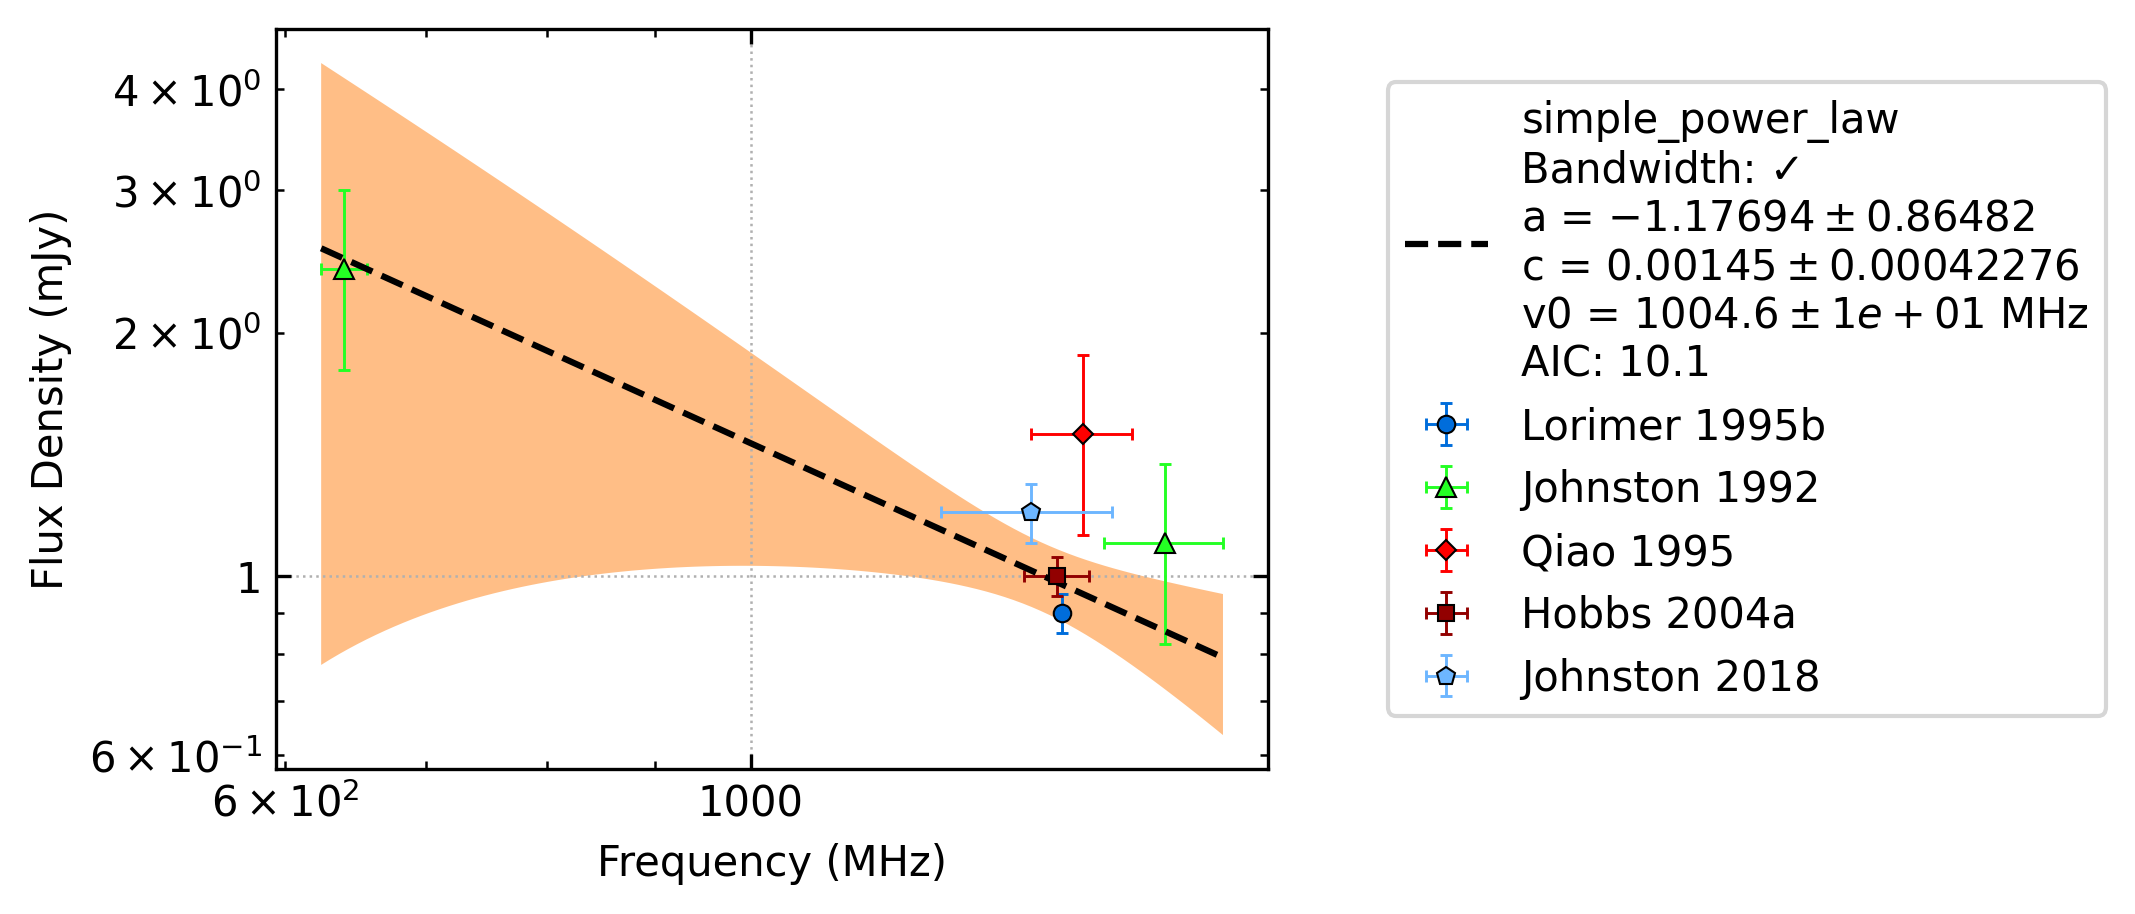 4 × 10⁰
3 × 10⁰
2 × 10⁰
1
6 × 10⁻¹
Flux Density (mJy)
6 × 10²
1000
Frequency (MHz)
simple_power_law
Bandwidth: ✓
a = −1.17694 ± 0.86482
c = 0.00145 ± 0.00042276
v0 = 1004.6 ± 1e + 01 MHz
AIC: 10.1
Lorimer 1995b
Johnston 1992
Qiao 1995
Hobbs 2004a
Johnston 2018